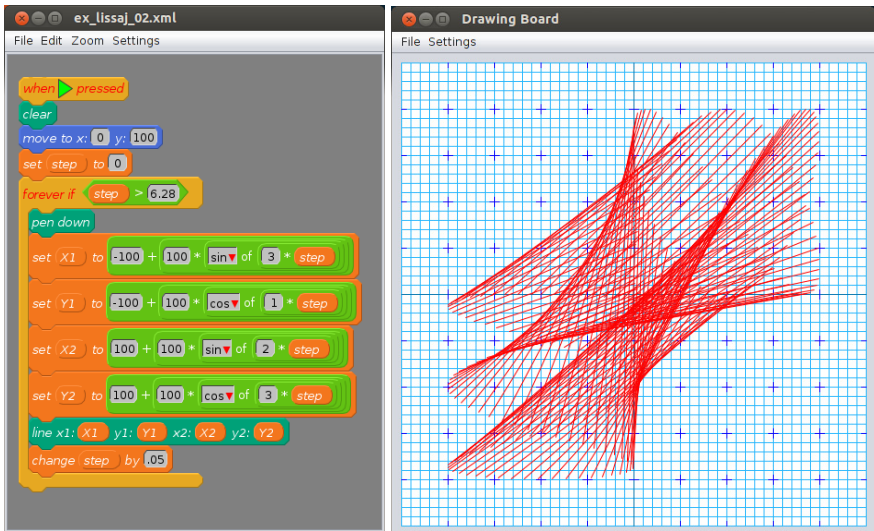 ex_lissaj_02.xml
File Edit Zoom Settings
when pressed
clear
move to x: 0 y: 100
set step to 0
forever if step > 6.28
pen down
set X1 to -100 + 100 * sin of 3 * step
set Y1 to -100 + 100 * cos of 1 * step
set X2 to 100 + 100 * sin of 2 * step
set Y2 to 100 + 100 * cos of 3 * step
line x1: X1 y1: Y1 x2: X2 y2: Y2
change step by .05
Drawing Board
File Settings